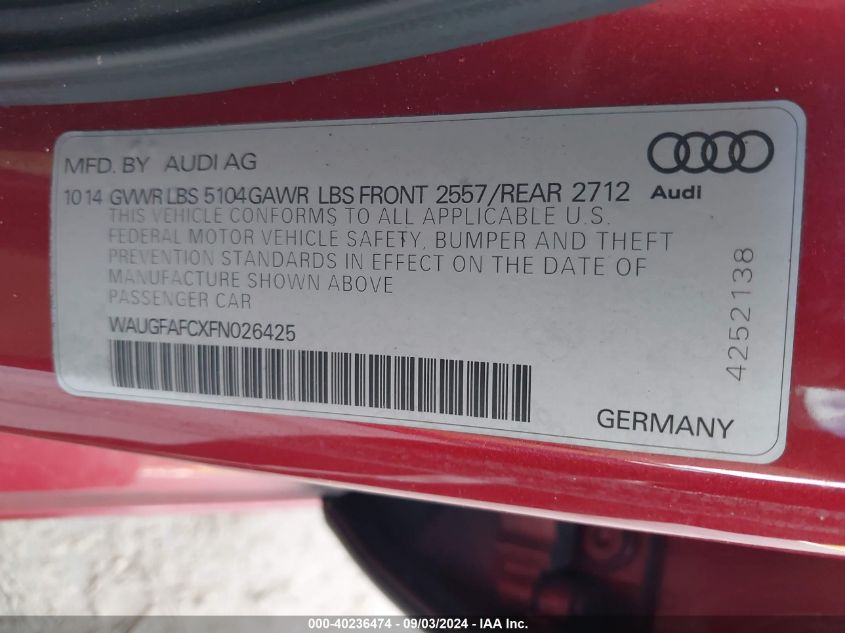 MFD. BY AUDI AG
Audi
10 14 GVWR LBS 5104 GAWR LBS FRONT 2557/REAR 2712
THIS VEHICLE CONFORMS TO ALL APPLICABLE U.S.
FEDERAL MOTOR VEHICLE SAFETY, BUMPER AND THEFT
PREVENTION STANDARDS IN EFFECT ON THE DATE OF
MANUFACTURE SHOWN ABOVE
PASSENGER CAR
WAUGFAFCXFN026425
4252138
GERMANY
000-40236474 - 09/03/2024 - IAA Inc.